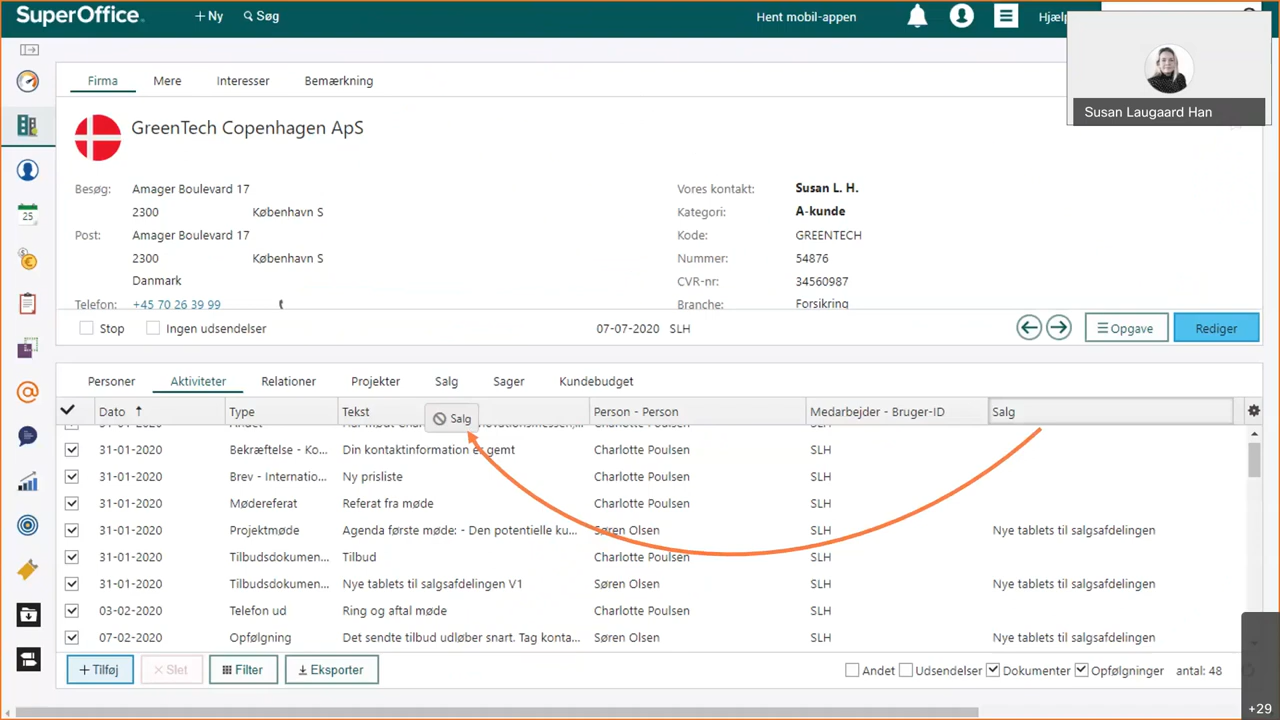 SuperOffice.
+ Ny
Søg
Hent mobil-appen
Hjælp
Susan Laugaard Han
25
Firma
Mere
Interesser
Bemærkning
GreenTech Copenhagen ApS
Besøg: Amager Boulevard 17
2300 København S
Post: Amager Boulevard 17
2300 København S
Danmark
Telefon: +45 70 26 39 99
Vores kontakt: Susan L. H.
Kategori: A-kunde
Kode: GREENTECH
Nummer: 54876
CVR-nr: 34560987
Branche: Forsikring
Stop
Ingen udsendelser
07-07-2020 SLH
Opgave
Rediger
Personer
Aktiviteter
Relationer
Projekter
Salg
Sager
Kundebudget
Dato Type Tekst Salg Person - Person Medarbejder - Bruger-ID Salg
31-01-2020 Bekræftelse - Ko... Din kontaktinformation er gemt Charlotte Poulsen SLH
31-01-2020 Brev - Internatio... Ny prisliste Charlotte Poulsen SLH
31-01-2020 Mødereferat Referat fra møde Charlotte Poulsen SLH
31-01-2020 Projektmøde Agenda første møde: - Den potentielle ku... Søren Olsen SLH Nye tablets til salgsafdelingen
31-01-2020 Tilbudsdokumen... Tilbud Charlotte Poulsen SLH
31-01-2020 Tilbudsdokumen... Nye tablets til salgsafdelingen V1 Søren Olsen SLH Nye tablets til salgsafdelingen
03-02-2020 Telefon ud Ring og aftal møde Charlotte Poulsen SLH
07-02-2020 Opfølgning Det sendte tilbud udløber snart. Tag konta... Søren Olsen SLH Nye tablets til salgsafdelingen
+ Tilføj
× Slet
Filter
Eksporter
Andet
Udsendelser
Dokumenter
Opfølgninger
antal: 48
+29